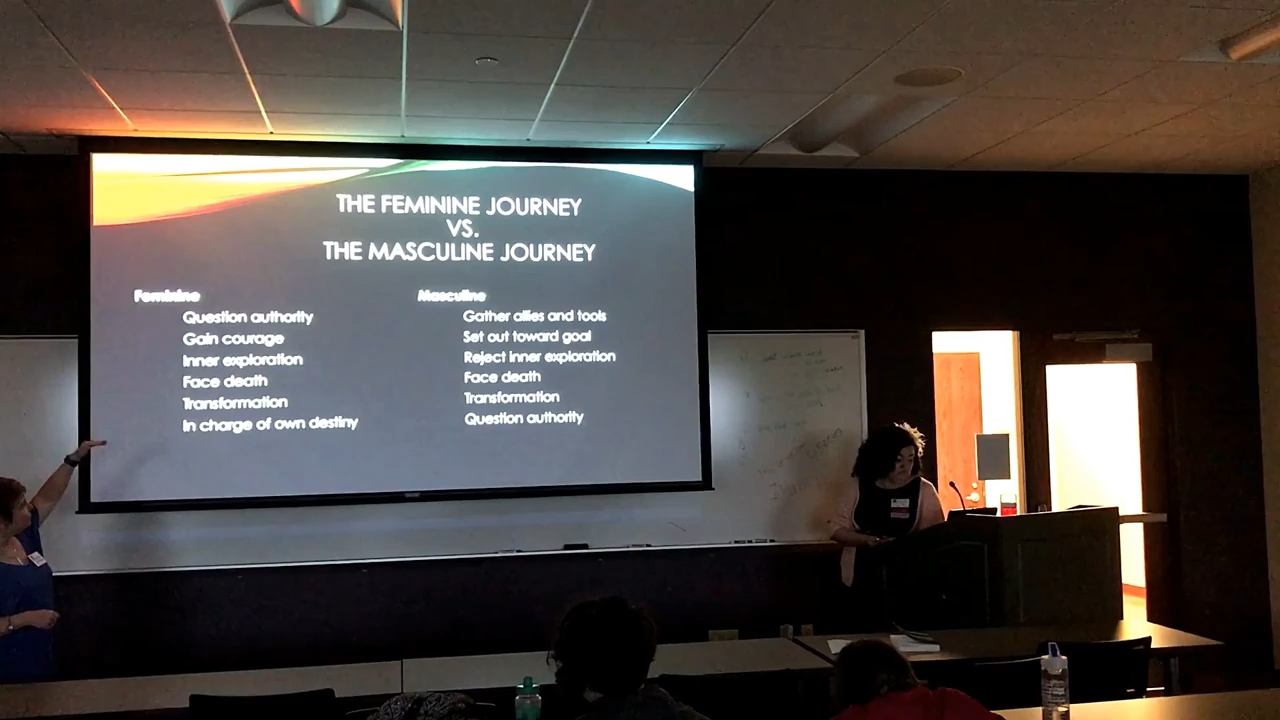 THE FEMININE JOURNEY
VS.
THE MASCULINE JOURNEY
Feminine
Question authority
Gain courage
Inner exploration
Face death
Transformation
In charge of own destiny
Masculine
Gather allies and tools
Set out toward goal
Reject inner exploration
Face death
Transformation
Question authority